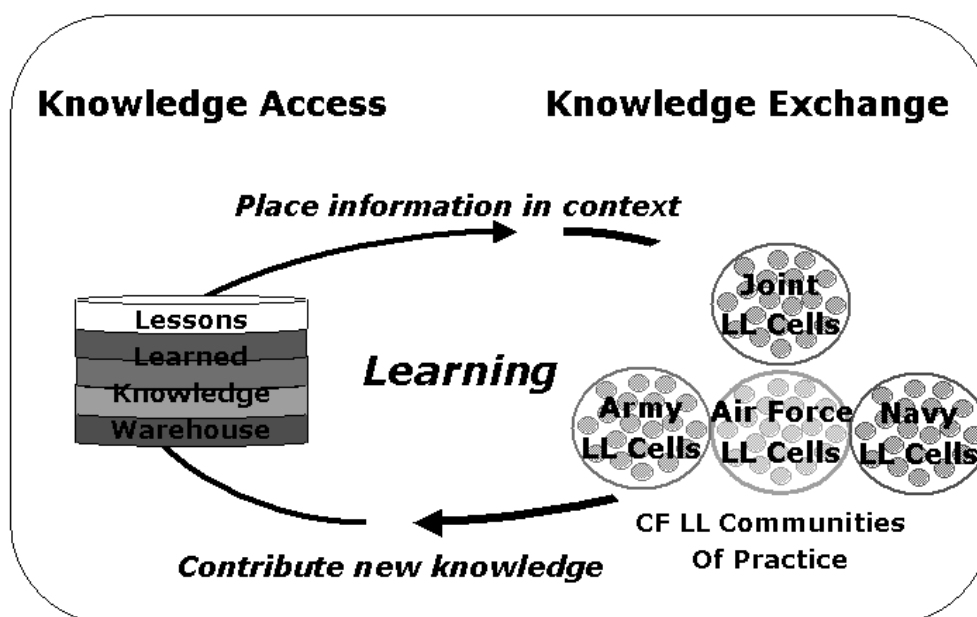 Knowledge Access
Knowledge Exchange
Place information in context
Lessons
Learned
Knowledge
Warehouse
Learning
Joint
LL Cells
Army
LL Cells
Air Force
LL Cells
Navy
LL Cells
CF LL Communities
Of Practice
Contribute new knowledge